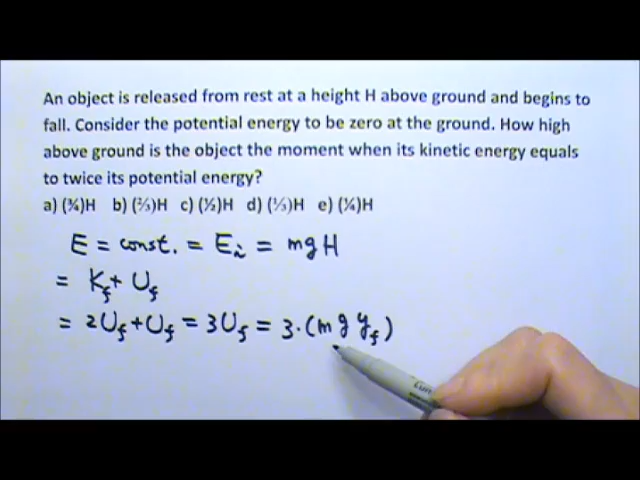 An object is released from rest at a height H above ground and begins to
fall. Consider the potential energy to be zero at the ground. How high
above ground is the object the moment when its kinetic energy equals
to twice its potential energy?
a) (¾)H b) (⅔)H c) (½)H d) (⅓)H e) (¼)H
E = const. = E_i = mgH
= K_f + U_f
= 2U_f + U_f = 3U_f = 3·(mg y_f)